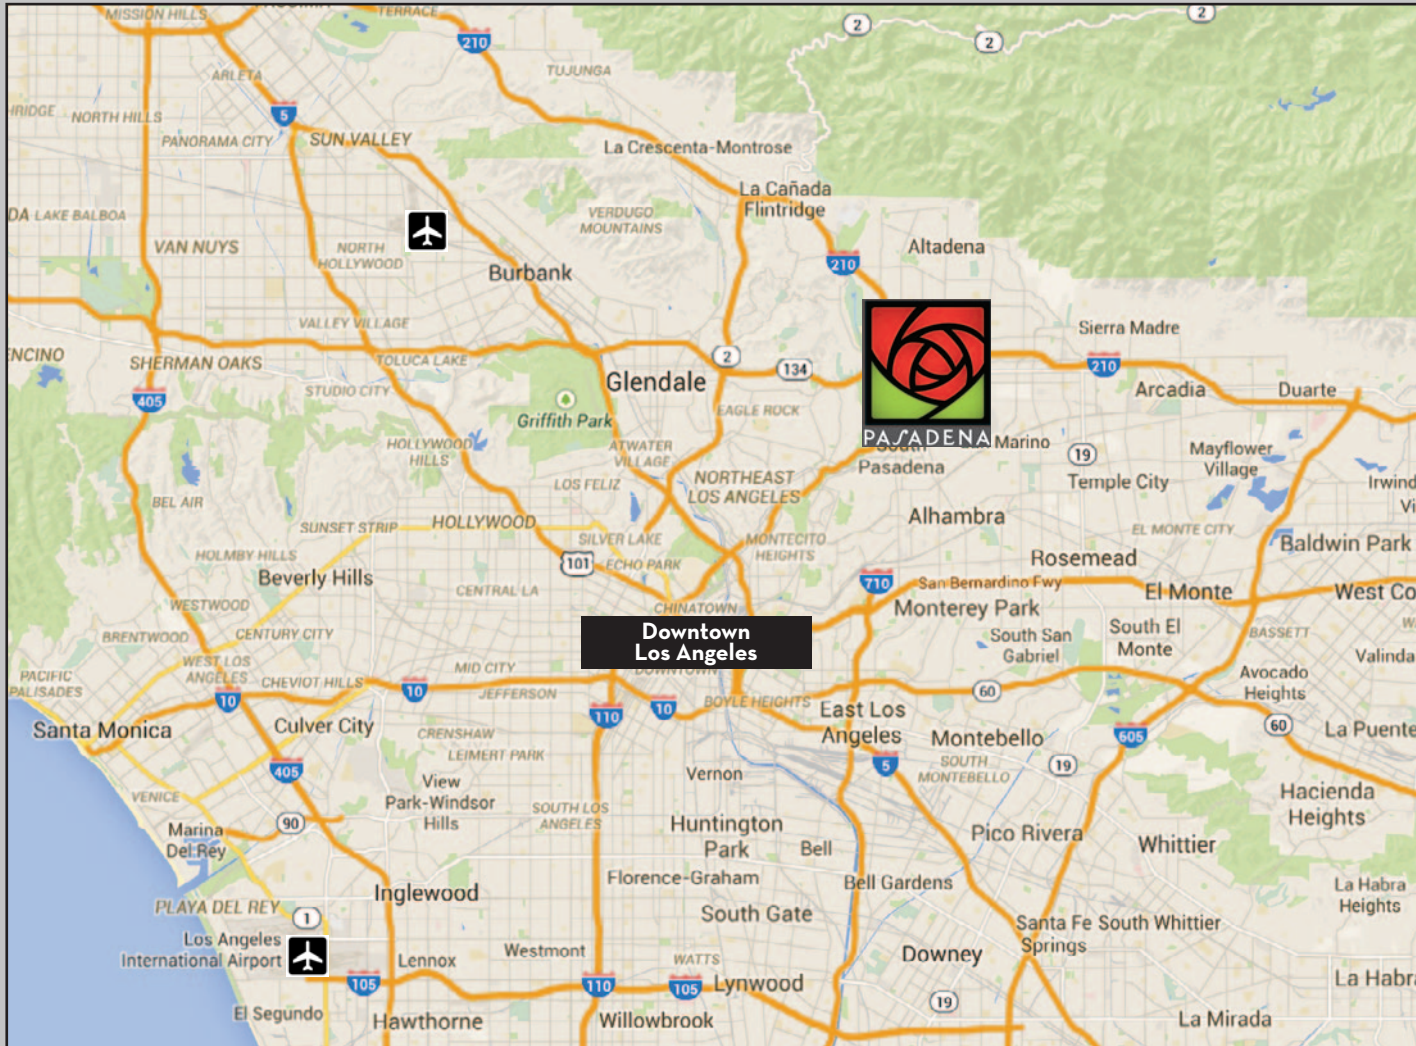 MISSION HILLS
TERRACE
2
2
2
210
TUJUNGA
ARLETA
NORTH HILLS
5
PANORAMA CITY
SUN VALLEY
La Crescenta-Montrose
La Cañada
Flintridge
LAKE BALBOA
VERDUGO
MOUNTAINS
VAN NUYS
NORTH
HOLLYWOOD
Burbank
210
Altadena
VALLEY VILLAGE
Sierra Madre
ENCINO
SHERMAN OAKS
TOLUCA LAKE
2
134
210
STUDIO CITY
Glendale
Arcadia
Duarte
405
Griffith Park
EAGLE ROCK
PASADENA
HOLLYWOOD
HILLS
ATWATER
VILLAGE
South
Pasadena
Marino
19
Mayflower
Village
Temple City
Irwind
Vi
BEL AIR
LOS FELIZ
NORTHEAST
LOS ANGELES
SUNSET STRIP
HOLLYWOOD
Alhambra
EL MONTE CITY
SILVER LAKE
MONTECITO
HEIGHTS
Baldwin Park
HOLMBY HILLS
Beverly Hills
101
ECHO PARK
Rosemead
CENTRAL LA
710
San Bernardino Fwy
El Monte
West Co
WESTWOOD
CHINATOWN
Monterey Park
BRENTWOOD
CENTURY CITY
Downtown
Los Angeles
South San
Gabriel
South El
Monte
BASSETT
PACIFIC
PALISADES
WEST LOS
ANGELES
CHEVIOT HILLS
MID CITY
DOWNTOWN
Valinda
Avocado
Heights
10
10
JEFFERSON
110
10
BOYLE HEIGHTS
60
Santa Monica
Culver City
CRENSHAW
East Los
Angeles
Montebello
605
60
La Puente
LEIMERT PARK
405
5
SOUTH
MONTEBELLO
19
VENICE
View
Park-Windsor
Hills
Vernon
Hacienda
Heights
SOUTH LOS
ANGELES
Marina
Del Rey
90
Huntington
Park
Bell
Pico Rivera
Whittier
Inglewood
Florence-Graham
Bell Gardens
La Habra
Heights
PLAYA DEL REY
1
South Gate
Santa Fe
Springs
South Whittier
Los Angeles
International Airport
Lennox
Westmont
WATTS
Downey
105
110
105
Lynwood
La Habra
19
El Segundo
Hawthorne
Willowbrook
La Mirada